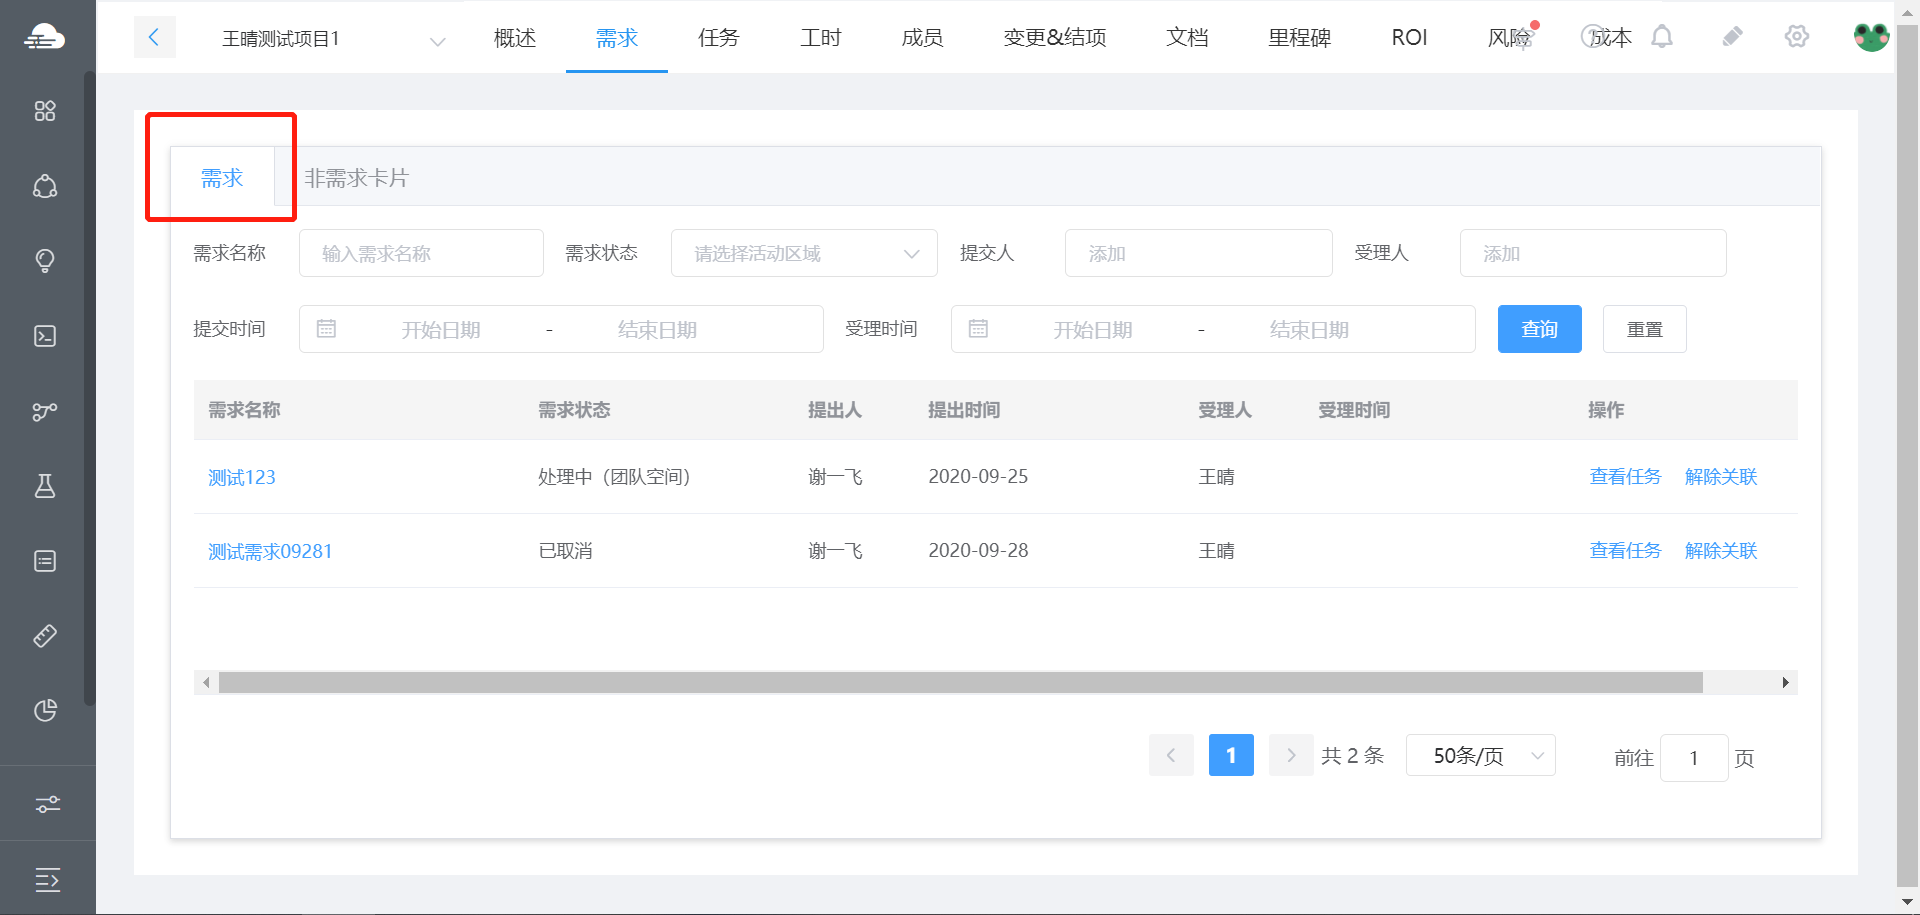 王晴测试项目1 概述 需求 任务 工时 成员 变更&结项 文档 里程碑 ROI 风险 成本
需求 非需求卡片
需求名称 输入需求名称 需求状态 请选择活动区域 提交人 添加 受理人 添加
提交时间 开始日期 - 结束日期 受理时间 开始日期 - 结束日期 查询 重置
需求名称 需求状态 提出人 提出时间 受理人 受理时间 操作
测试123 处理中（团队空间） 谢一飞 2020-09-25 王晴 查看任务 解除关联
测试需求09281 已取消 谢一飞 2020-09-28 王晴 查看任务 解除关联
1 共 2 条 50条/页 前往 1 页